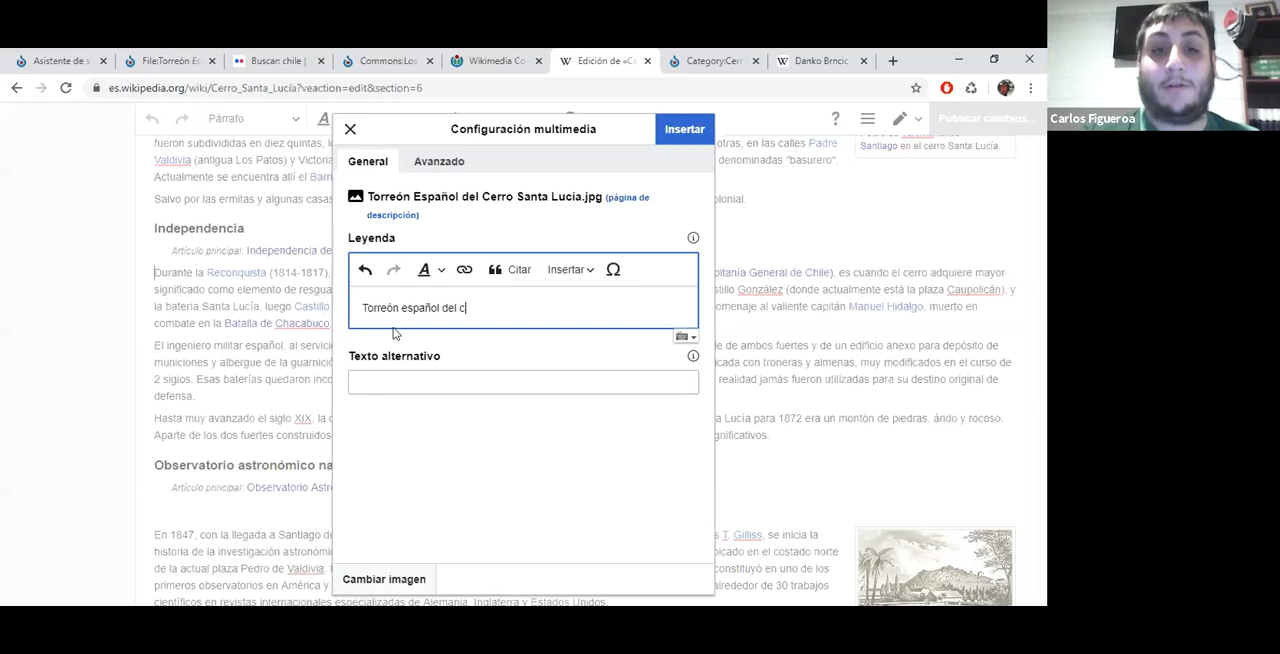 Asistente de s
File:Torreón Es
Buscar: chile |
Commons:Los
Wikimedia Co
Edición de «C
Category:Cerr
Danko Brncic
es.wikipedia.org/wiki/Cerro_Santa_Lucía?veaction=edit&section=6
Carlos Figueroa
Párrafo
A
?
Publicar cambios...
Configuración multimedia
Insertar
fueron subdivididas en diez quintas, l
otras, en las calles Padre
Santiago en el cerro Santa Lucía.
Valdivia (antigua Los Patos) y Victoria
denominadas "basurero".
Actualmente se encuentra allí el Barri
General
Avanzado
Salvo por las ermitas y algunas casas
lonial.
Torreón Español del Cerro Santa Lucía.jpg (página de
descripción)
Independencia
Leyenda
Artículo principal: Independencia de
Durante la Reconquista (1814-1817),
A
Citar
Insertar
Ω
pitanía General de Chile), es cuando el cerro adquiere mayor
significado como elemento de resgua
stillo González (donde actualmente está la plaza Caupolicán), y
la batería Santa Lucía, luego Castillo
Torreón español del c
homenaje al valiente capitán Manuel Hidalgo, muerto en
combate en la Batalla de Chacabuco.
El ingeniero militar español, al servicio
Texto alternativo
de ambos fuertes y de un edificio anexo para depósito de
municiones y albergue de la guarnició
icada con troneras y almenas, muy modificados en el curso de
2 siglos. Esas baterías quedaron inco
realidad jamás fueron utilizadas para su destino original de
defensa.
Hasta muy avanzado el siglo XIX, la c
Lucía para 1872 era un montón de piedras, árido y rocoso.
Aparte de los dos fuertes construidos
gnificativos.
Observatorio astronómico na
Artículo principal: Observatorio Astró
En 1847, con la llegada a Santiago de
T. Gilliss, se inicia la
historia de la investigación astronómi
bicado en el costado norte
de la actual plaza Pedro de Valdivia.
constituyó en uno de los
primeros observatorios en América y
alrededor de 30 trabajos
Cambiar imagen
científicos en revistas internacionales especializadas de Alemania, Inglaterra y Estados Unidos.